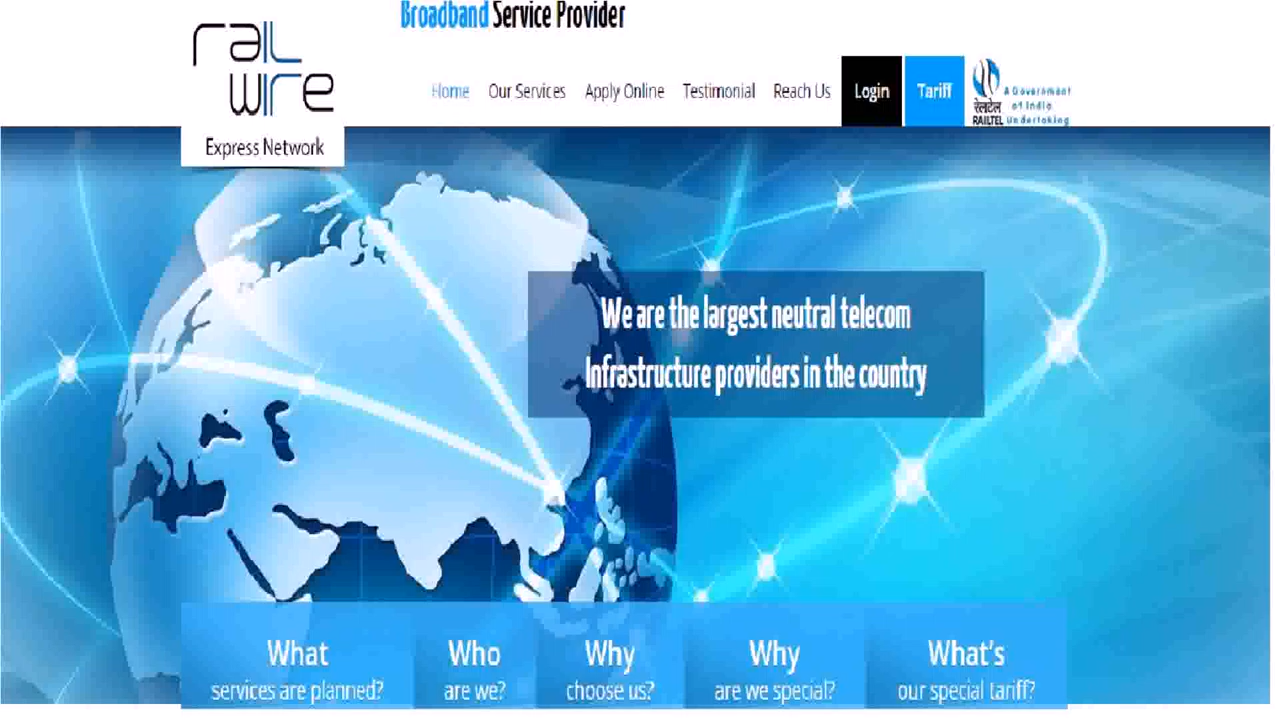 Broadband Service Provider
rail
wire
Express Network
Home Our Services Apply Online Testimonial Reach Us Login Tariff
रेलटेल
RAILTEL
A Government
of India
Undertaking
We are the largest neutral telecom
Infrastructure providers in the country
What
services are planned?
Who
are we?
Why
choose us?
Why
are we special?
What's
our special tariff?